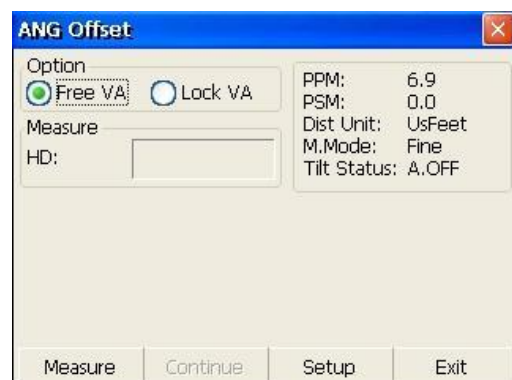 ANG Offset
Option
Free VA Lock VA
Measure
HD:
PPM: 6.9
PSM: 0.0
Dist Unit: UsFeet
M.Mode: Fine
Tilt Status: A.OFF
Measure Continue Setup Exit